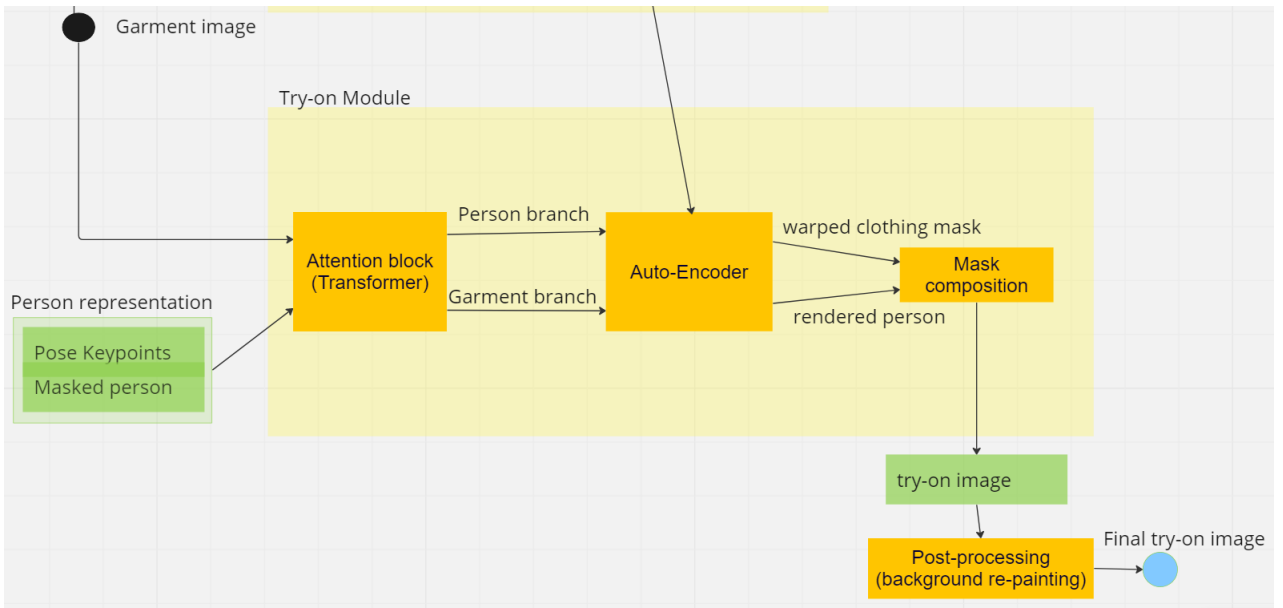 Garment image
Try-on Module
Person branch
warped clothing mask
Attention block
(Transformer)
Auto-Encoder
Mask
composition
Garment branch
rendered person
Person representation
Pose Keypoints
Masked person
try-on image
Final try-on image
Post-processing
(background re-painting)